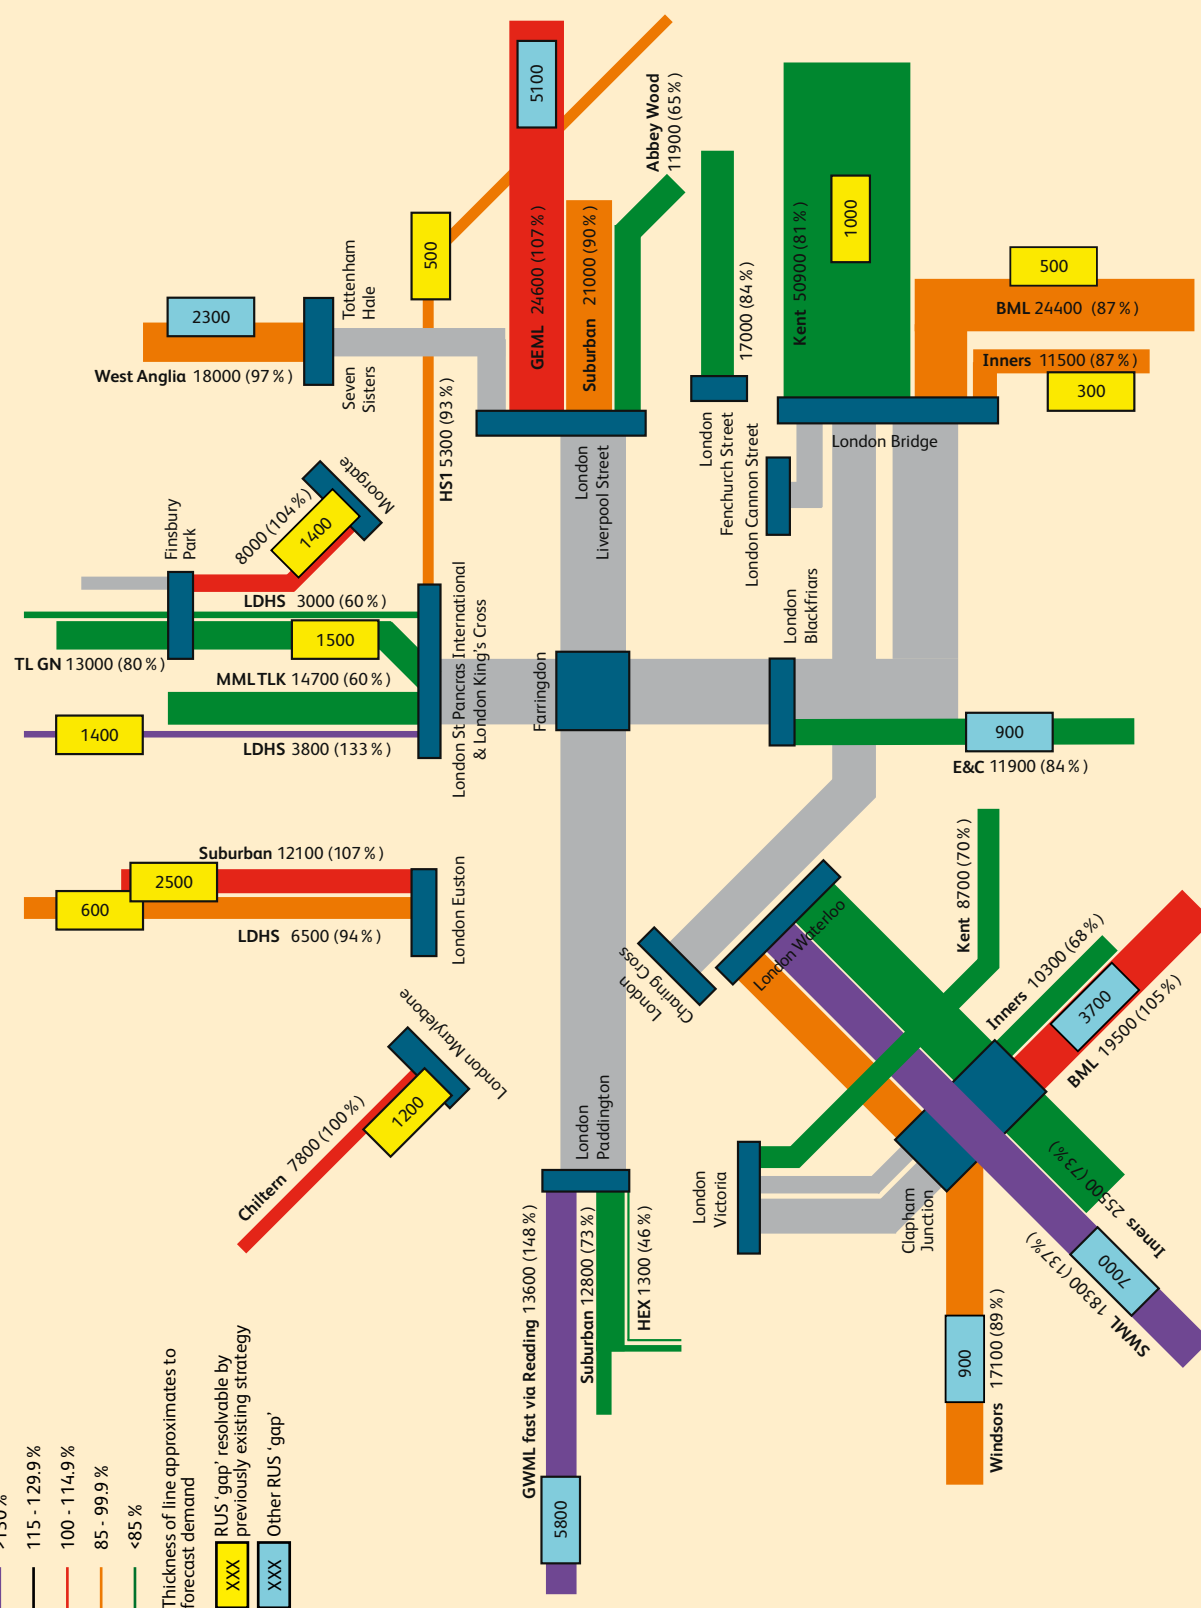 5100
Abbey Wood
11900 (65%)
500
Tottenham
Hale
2300
GEML 24600 (107%)
Suburban 21000 (90%)
1000
Kent 50900 (81%)
500
BML 24400 (87%)
17000 (84%)
West Anglia 18000 (97%)
Seven
Sisters
Inners 11500 (87%)
300
HS1 5300 (93%)
London
Fenchurch Street
London Bridge
London
Liverpool Street
London Cannon Street
Moorgate
1400
8000 (104%)
Finsbury
Park
LDHS 3000 (60%)
1500
TL GN 13000 (80%)
MML TLK 14700 (60%)
1400
LDHS 3800 (133%)
London St Pancras International
& London King's Cross
Farringdon
London
Blackfriars
900
E&C 11900 (84%)
Suburban 12100 (107%)
2500
600
LDHS 6500 (94%)
London Euston
Kent 8700 (70%)
London Waterloo
London
Charing Cross
Inners 10300 (68%)
3700
BML 19500 (105%)
London Marylebone
1200
Chiltern 7800 (100%)
London
Paddington
London
Victoria
Clapham
Junction
Inners 25500 (73%)
7000
SWML 18300 (137%)
GWML fast via Reading 13600 (148%)
Suburban 12800 (73%)
HEX 1300 (46%)
900
Windsors 17100 (89%)
5800
115 - 129.9%
100 - 114.9%
85 - 99.9%
<85%
Thickness of line approximates to
forecast demand
XXX
RUS 'gap' resolvable by
previously existing strategy
XXX
Other RUS 'gap'